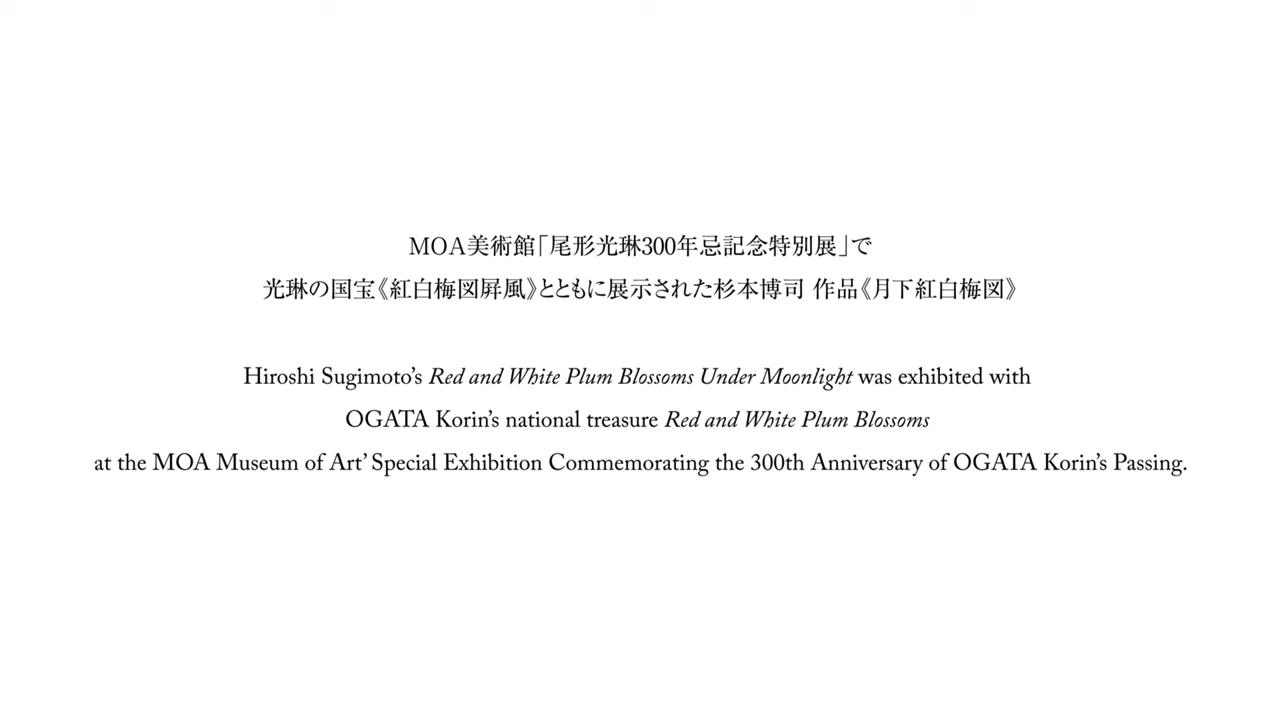 MOA美術館「尾形光琳300年忌記念特別展」で
光琳の国宝《紅白梅図屛風》とともに展示された杉本博司 作品《月下紅白梅図》
Hiroshi Sugimoto’s Red and White Plum Blossoms Under Moonlight was exhibited with
OGATA Korin’s national treasure Red and White Plum Blossoms
at the MOA Museum of Art’ Special Exhibition Commemorating the 300th Anniversary of OGATA Korin’s Passing.